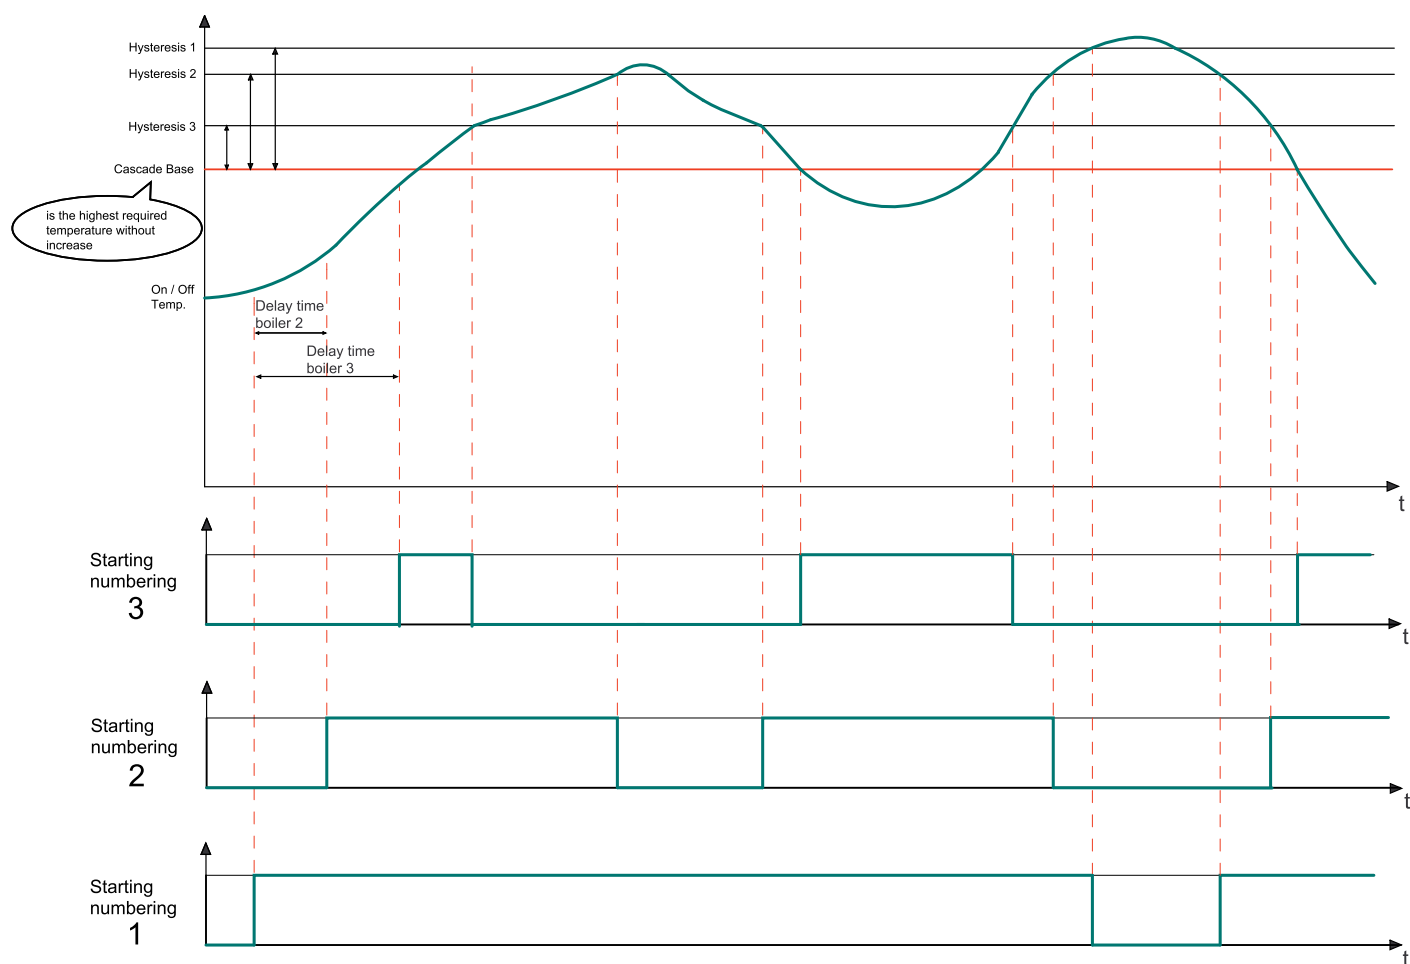 Hysteresis 1
Hysteresis 2
Hysteresis 3
Cascade Base
is the highest required
temperature without
increase
On / Off
Temp.
Delay time
boiler 2
Delay time
boiler 3
t
Starting
numbering
3
t
Starting
numbering
2
t
Starting
numbering
1
t